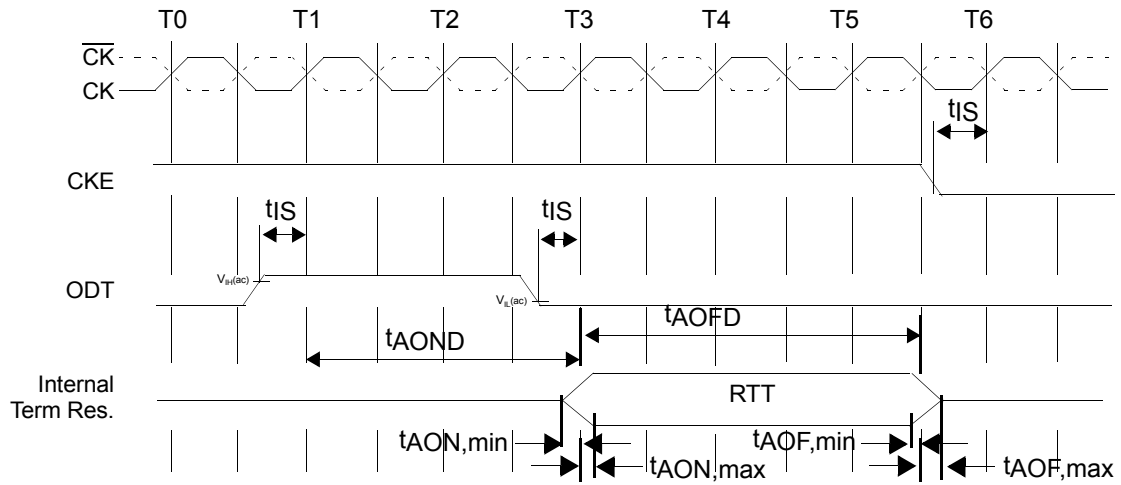 T0 T1 T2 T3 T4 T5 T6
CK
CK
tIS
CKE
tIS
tIS
VIH(ac)
ODT
VIL(ac)
tAOFD
tAOND
Internal
Term Res.
RTT
tAON,min
tAOF,min
tAON,max
tAOF,max